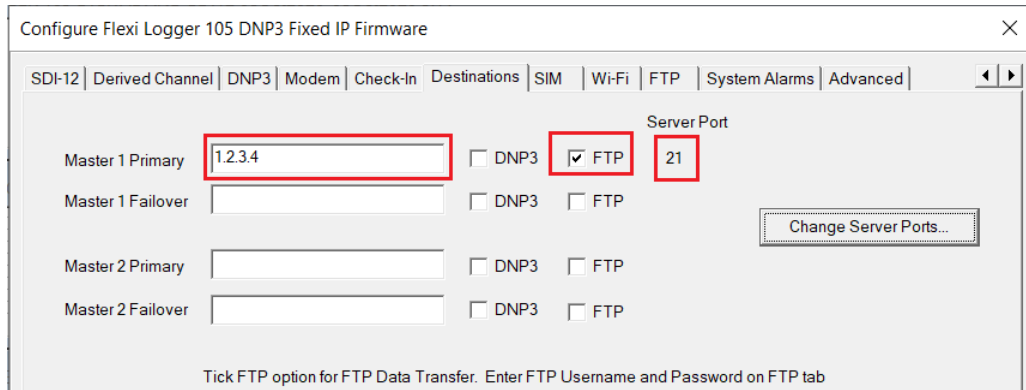 Configure Flexi Logger 105 DNP3 Fixed IP Firmware
SDI-12 Derived Channel DNP3 Modem Check-In Destinations SIM Wi-Fi FTP System Alarms Advanced
Server Port
Master 1 Primary 1.2.3.4 DNP3 FTP 21
Master 1 Failover DNP3 FTP
Change Server Ports...
Master 2 Primary DNP3 FTP
Master 2 Failover DNP3 FTP
Tick FTP option for FTP Data Transfer. Enter FTP Username and Password on FTP tab